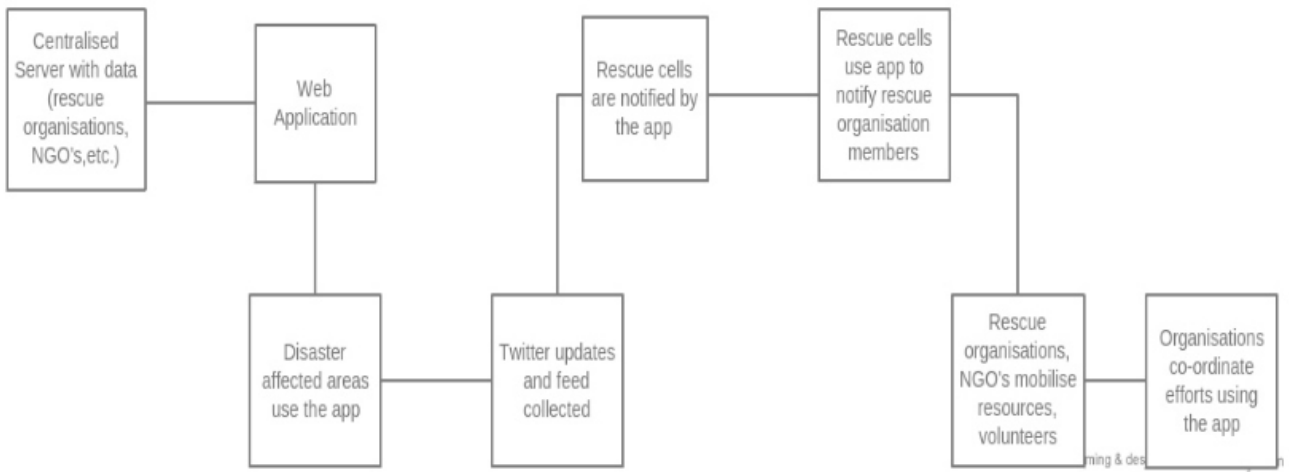 Centralised
Server with data
(rescue
organisations,
NGO's,etc.)
Web
Application
Disaster
affected areas
use the app
Twitter updates
and feed
collected
Rescue cells
are notified by
the app
Rescue cells
use app to
notify rescue
organisation
members
Rescue
organisations,
NGO's mobilise
resources,
volunteers
Organisations
co-ordinate
efforts using
the app
ming & des